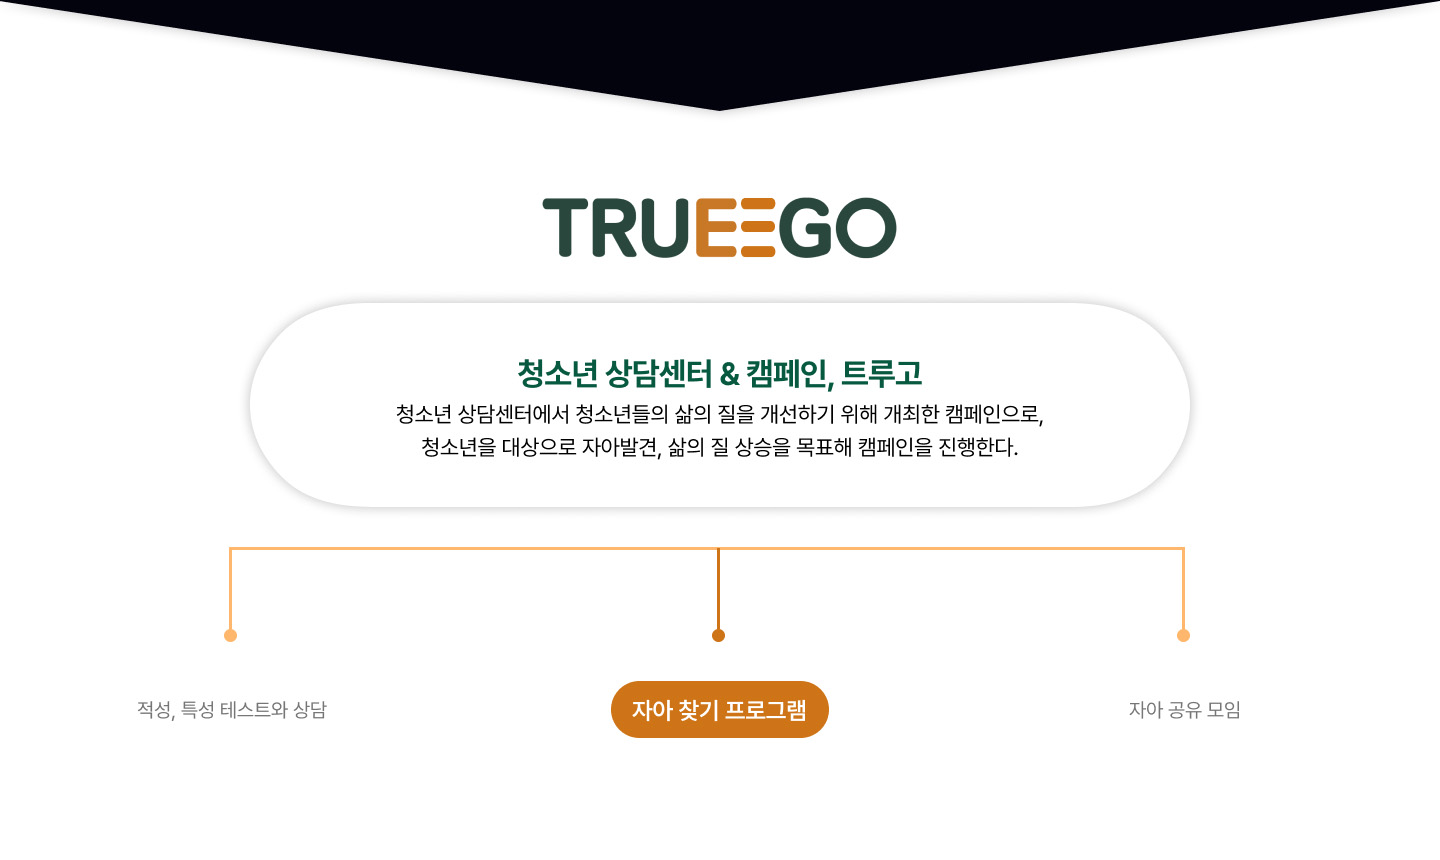 TRUEEGO
청소년 상담센터 & 캠페인, 트루고
청소년 상담센터에서 청소년들의 삶의 질을 개선하기 위해 개최한 캠페인으로,
청소년을 대상으로 자아발견, 삶의 질 상승을 목표해 캠페인을 진행한다.
적성, 특성 테스트와 상담
자아 찾기 프로그램
자아 공유 모임